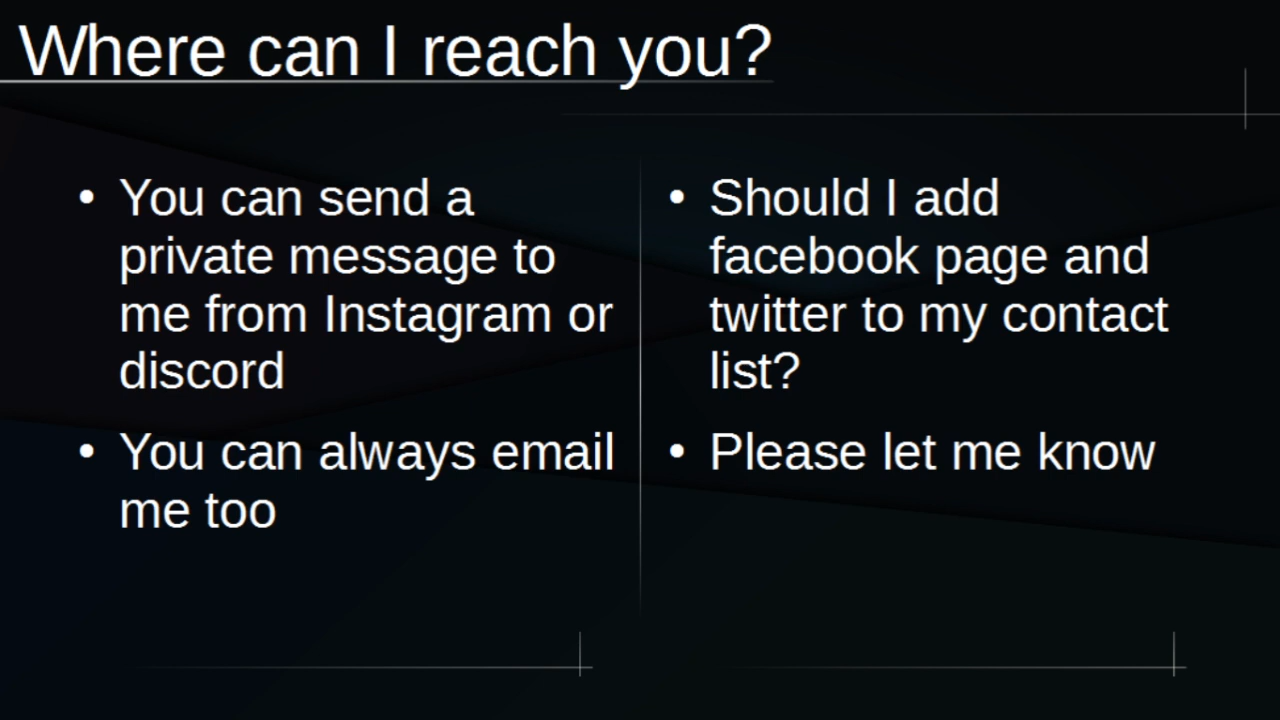 Where can I reach you?
• You can send a
private message to
me from Instagram or
discord
• You can always email
me too
• Should I add
facebook page and
twitter to my contact
list?
• Please let me know